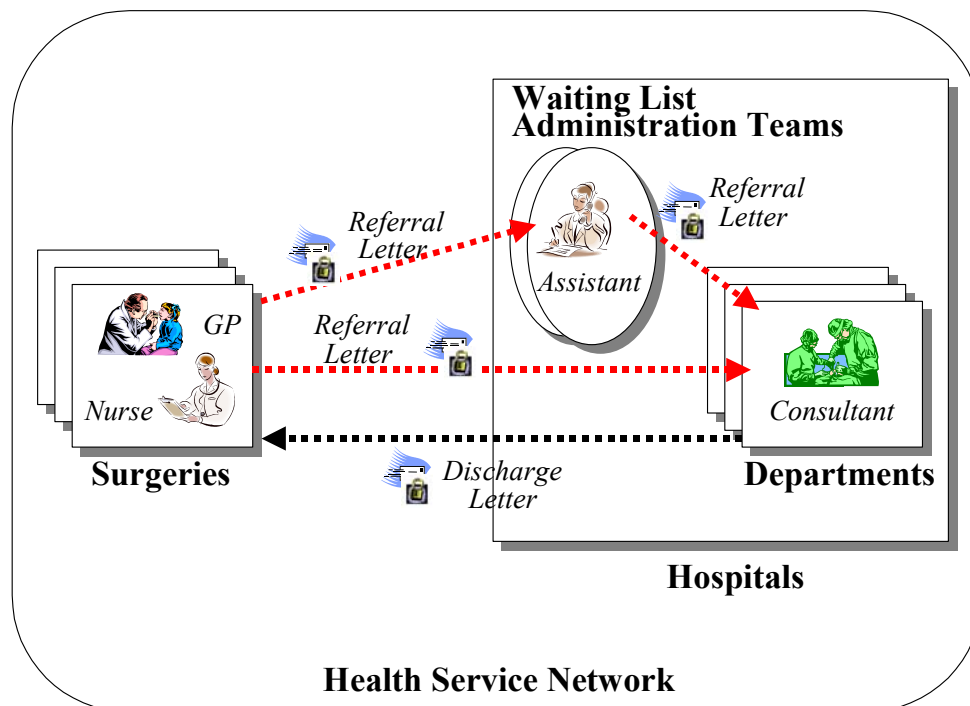 Waiting List
Administration Teams
Referral
Letter
Referral
Letter
Assistant
GP
Referral
Letter
Nurse
Consultant
Surgeries
Discharge
Letter
Departments
Hospitals
Health Service Network